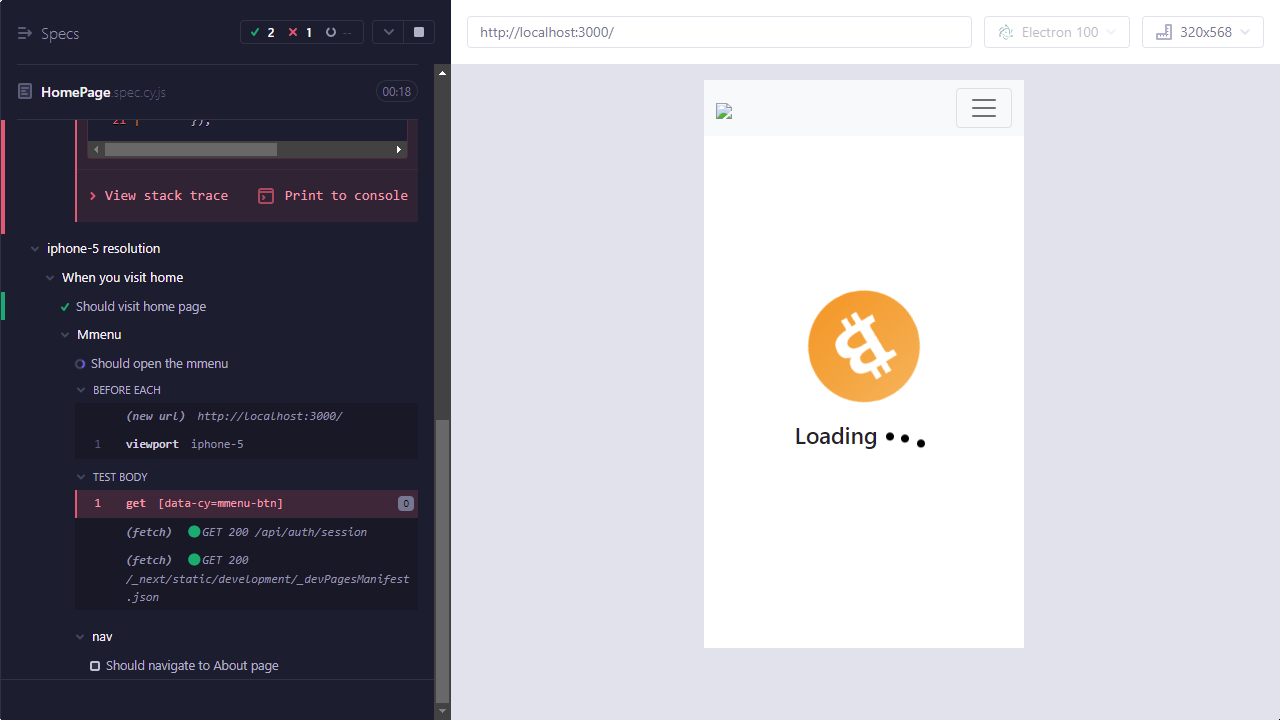 Specs
2
1
--
http://localhost:3000/
Electron 100
320x568
HomePage.spec.cy.js
00:18
21 | });
View stack trace
Print to console
iphone-5 resolution
When you visit home
Should visit home page
Mmenu
Should open the mmenu
BEFORE EACH
(new url) http://localhost:3000/
1 viewport iphone-5
TEST BODY
1 get [data-cy=mmenu-btn] 0
(fetch) GET 200 /api/auth/session
(fetch) GET 200
/_next/static/development/_devPagesManifest
.json
nav
Should navigate to About page
Loading